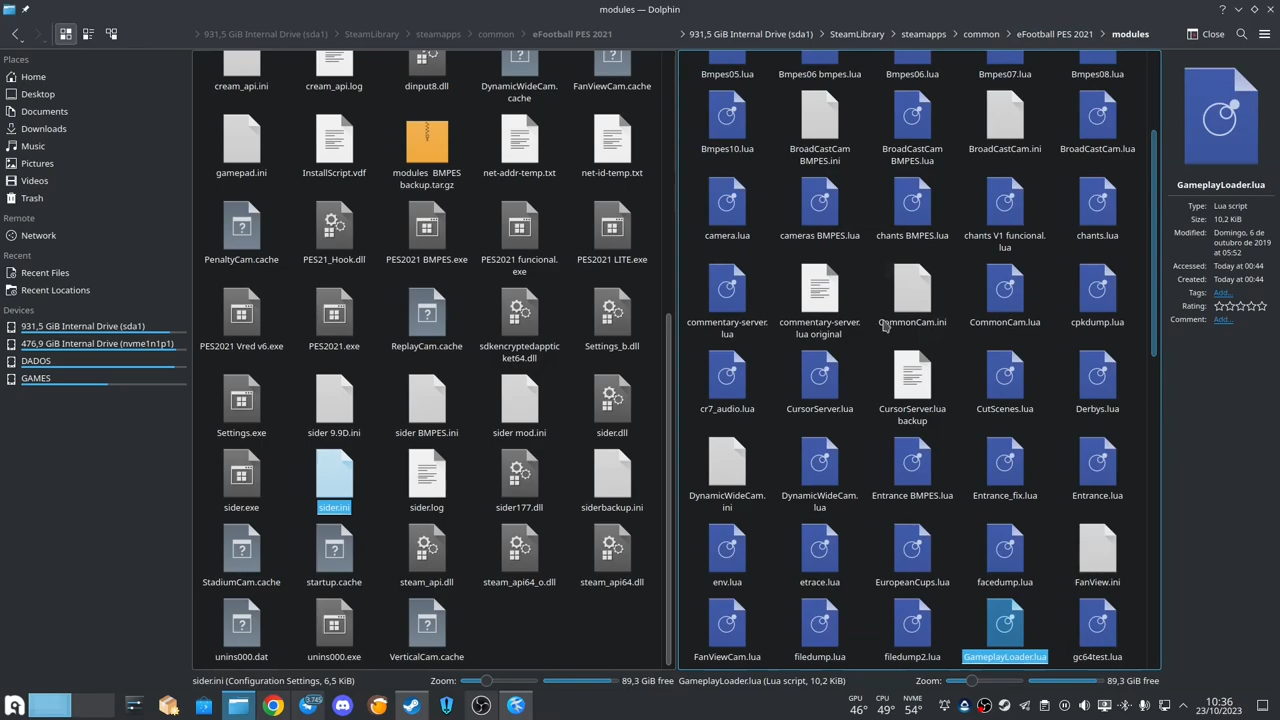 modules — Dolphin
931,5 GiB Internal Drive (sda1) SteamLibrary steamapps common eFootball PES 2021
931,5 GiB Internal Drive (sda1) SteamLibrary steamapps common eFootball PES 2021 modules
Close
Places
Home
Desktop
Documents
Downloads
Music
Pictures
Videos
Trash
Remote
Network
Recent
Recent Files
Recent Locations
Devices
931,5 GiB Internal Drive (sda1)
476,9 GiB Internal Drive (nvme1n1p1)
DADOS
GAMES
cream_api.ini cream_api.log dinput8.dll DynamicWideCam. FanViewCam.cache
cache
gamepad.ini InstallScript.vdf modules BMPES net-addr-temp.txt net-id-temp.txt
backup.tar.gz
PenaltyCam.cache PES21_Hook.dll PES2021 BMPES.exe PES2021 funcional. PES2021 LITE.exe
exe
PES2021 Vred v6.exe PES2021.exe ReplayCam.cache sdkencryptedapptic Settings_b.dll
ket64.dll
Settings.exe sider 9.9D.ini sider BMPES.ini sider mod.ini sider.dll
sider.exe sider.ini sider.log sider177.dll siderbackup.ini
StadiumCam.cache startup.cache steam_api.dll steam_api64_o.dll steam_api64.dll
unins000.dat unins000.exe VerticalCam.cache
sider.ini (Configuration Settings, 6,5 KiB) Zoom: 89,3 GiB free
Bmpes05.lua Bmpes06 bmpes.lua Bmpes06.lua Bmpes07.lua Bmpes08.lua
Bmpes10.lua BroadCastCam BroadCastCam BroadCastCam.ini BroadCastCam.lua
BMPES.ini BMPES.lua
camera.lua cameras BMPES.lua chants BMPES.lua chants V1 funcional. chants.lua
lua
commentary-server. commentary-server. CommonCam.ini CommonCam.lua cpkdump.lua
lua lua original
cr7_audio.lua CursorServer.lua CursorServer.lua CutScenes.lua Derbys.lua
backup
DynamicWideCam. DynamicWideCam. Entrance BMPES.lua Entrance_fix.lua Entrance.lua
ini lua
env.lua etrace.lua EuropeanCups.lua facedump.lua FanView.ini
FanViewCam.lua filedump.lua filedump2.lua GameplayLoader.lua gc64test.lua
GameplayLoader.lua (Lua script, 10,2 KiB) Zoom: 89,3 GiB free
GameplayLoader.lua
Type: Lua script
Size: 10,2 KiB
Modified: Domingo, 6 de
outubro de 2019
at 05:52
Accessed: Today at 00:44
Created: Today at 00:44
Tags: Add...
Rating:
Comment: Add...
3,745
GPU CPU NVME
46° 49° 54°
10:36
23/10/2023